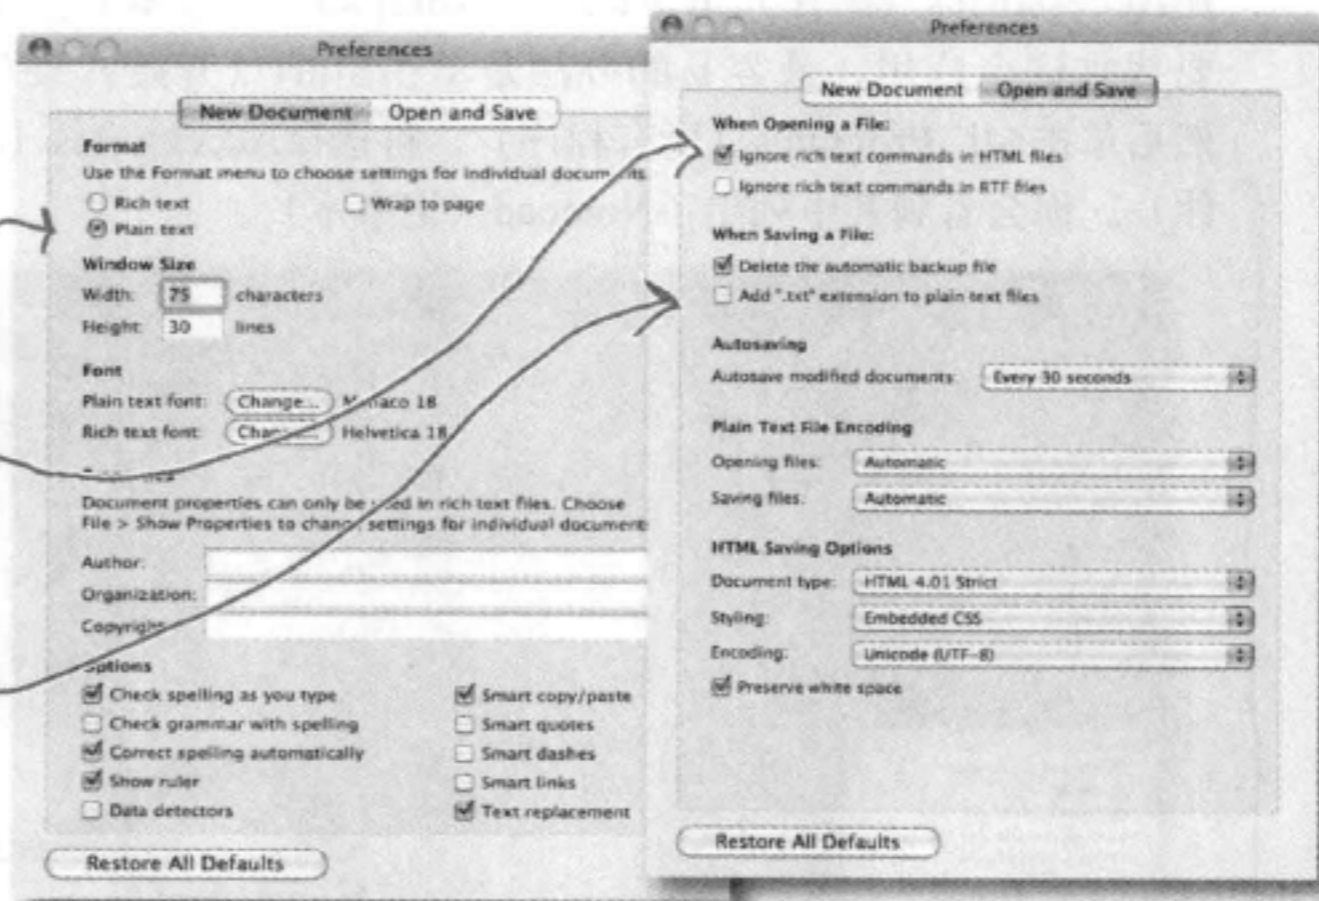 Preferences
New Document Open and Save
Format
Use the Format menu to choose settings for individual documents
Rich text Wrap to page
Plain text
Window Size
Width: 75 characters
Height: 30 lines
Font
Plain text font: Change... Monaco 18
Rich text font: Change... Helvetica 18
Document properties can only be used in rich text files. Choose
File > Show Properties to change settings for individual document
Author:
Organization:
Copyright:
Options
Check spelling as you type Smart copy/paste
Check grammar with spelling Smart quotes
Correct spelling automatically Smart dashes
Show ruler Smart links
Data detectors Text replacement
Restore All Defaults
Preferences
New Document Open and Save
When Opening a File:
Ignore rich text commands in HTML files
Ignore rich text commands in RTF files
When Saving a File:
Delete the automatic backup file
Add ".txt" extension to plain text files
Autosaving
Autosave modified documents: Every 30 seconds
Plain Text File Encoding
Opening files: Automatic
Saving files: Automatic
HTML Saving Options
Document type: HTML 4.01 Strict
Styling: Embedded CSS
Encoding: Unicode (UTF-8)
Preserve white space
Restore All Defaults